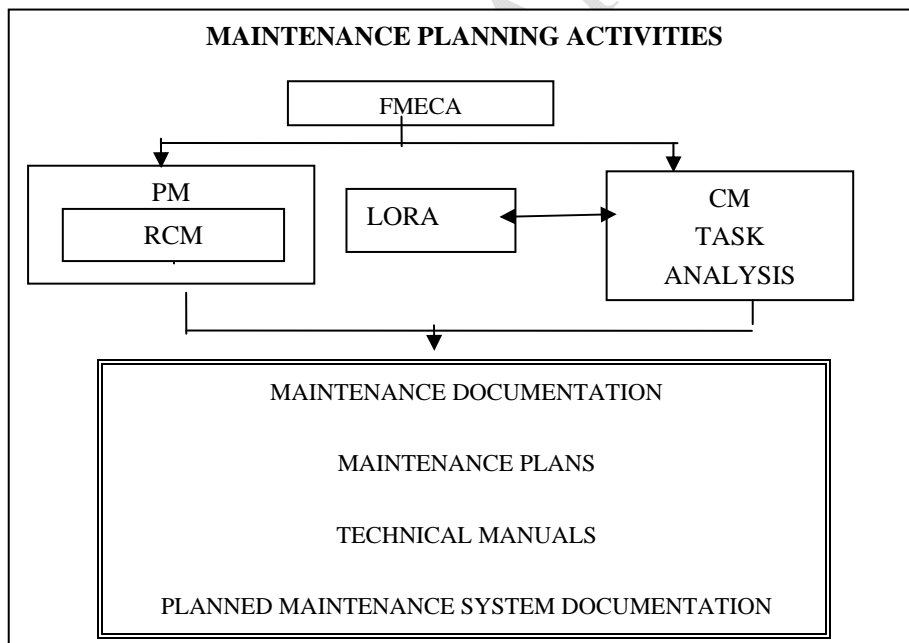 MAINTENANCE PLANNING ACTIVITIES
FMECA
PM
RCM
LORA
CM
TASK
ANALYSIS
MAINTENANCE DOCUMENTATION
MAINTENANCE PLANS
TECHNICAL MANUALS
PLANNED MAINTENANCE SYSTEM DOCUMENTATION